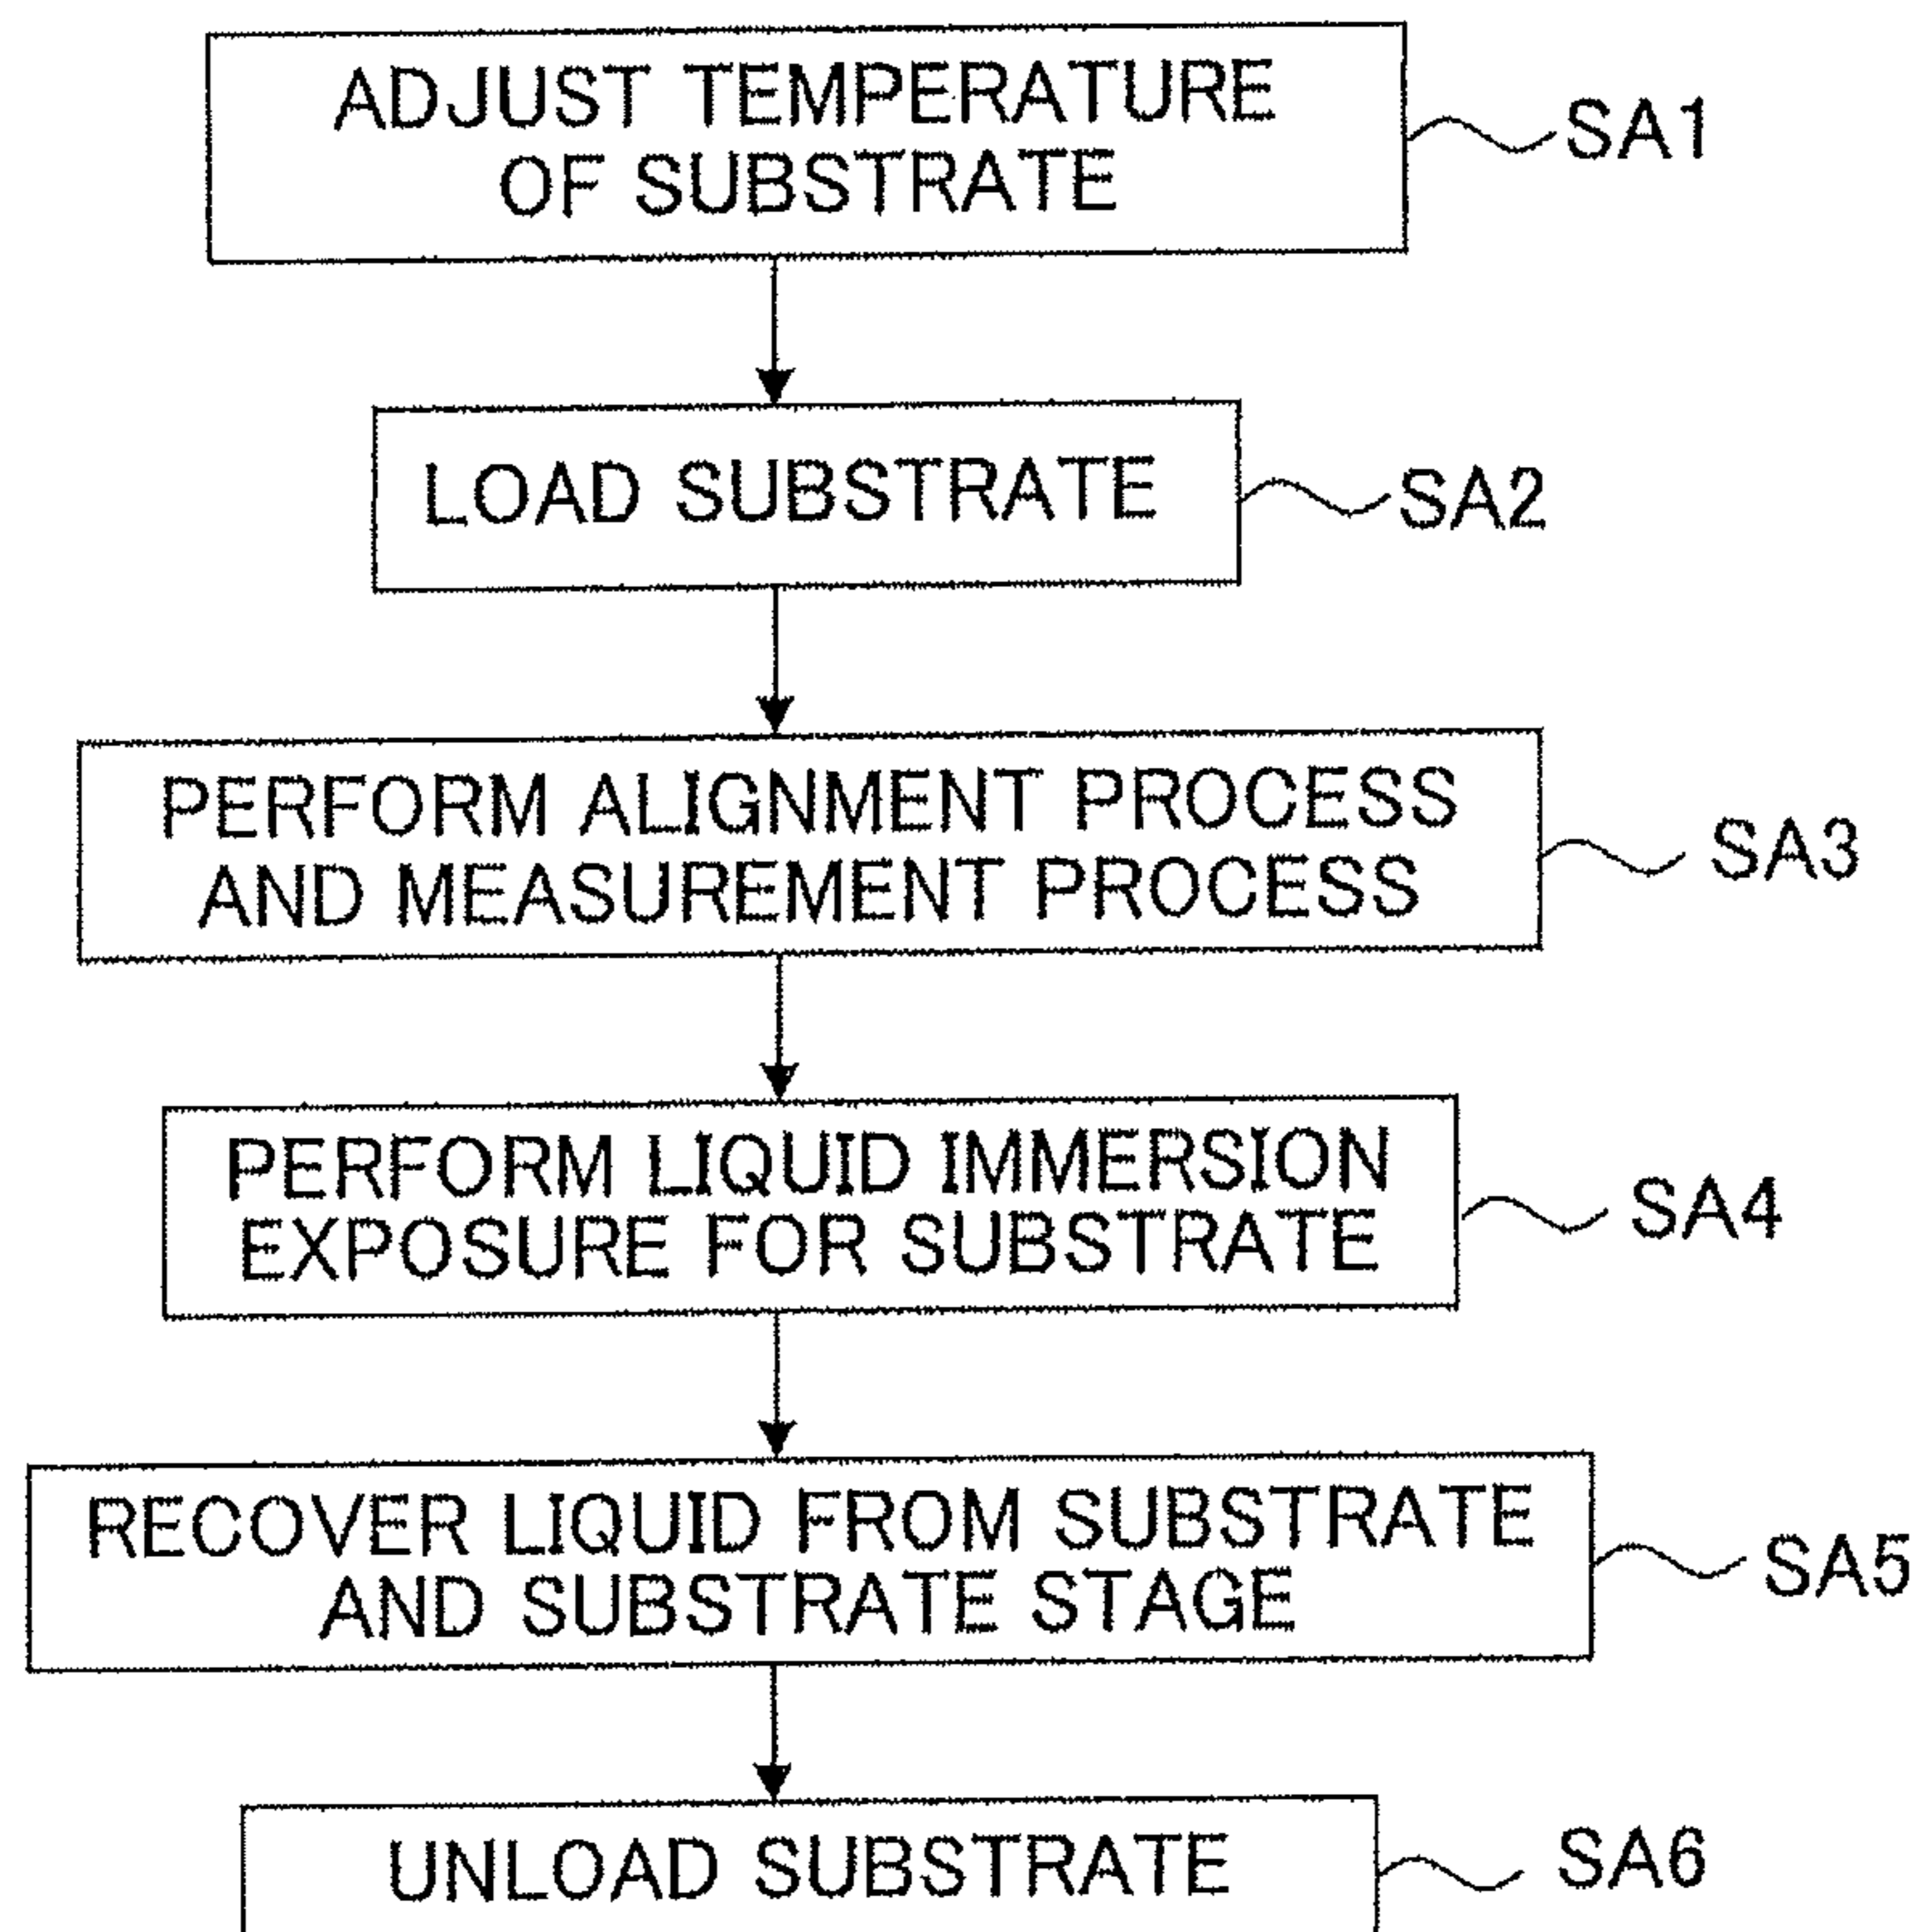 ADJUST TEMPERATURE
OF SUBSTRATE
SA1
LOAD SUBSTRATE
SA2
PERFORM ALIGNMENT PROCESS
AND MEASUREMENT PROCESS
SA3
PERFORM LIQUID IMMERSION
EXPOSURE FOR SUBSTRATE
SA4
RECOVER LIQUID FROM SUBSTRATE
AND SUBSTRATE STAGE
SA5
UNLOAD SUBSTRATE
SA6